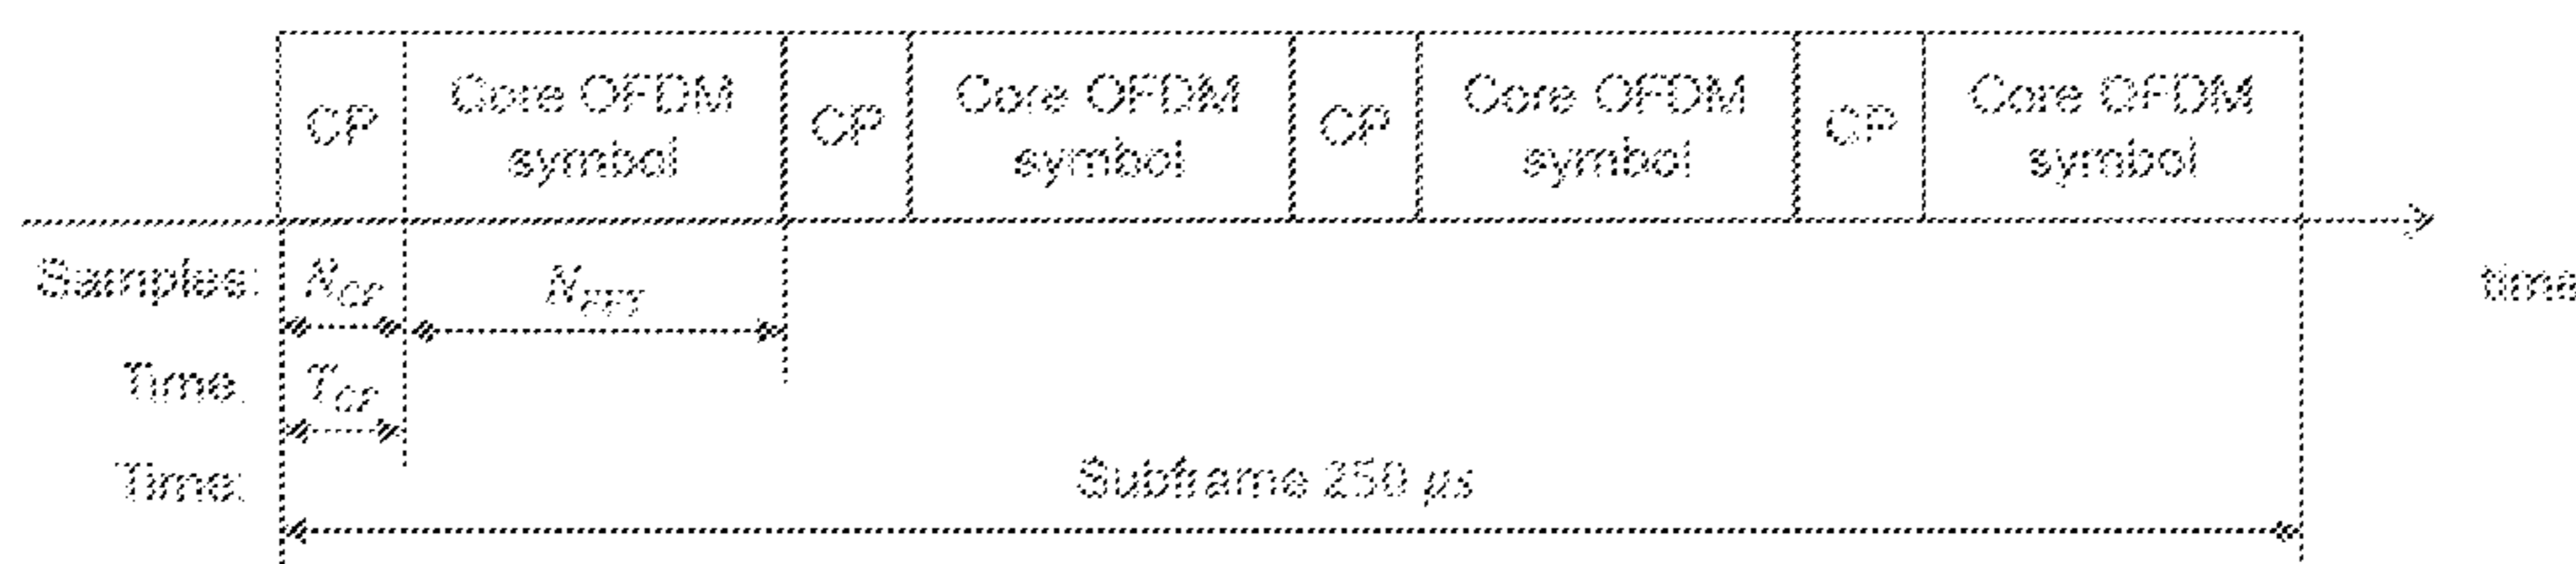 CP Core OFDM symbol CP Core OFDM symbol CP Core OFDM symbol CP Core OFDM symbol
Samples: N_CP N_FFT time
Time: T_CP
Time: Subframe 250 μs